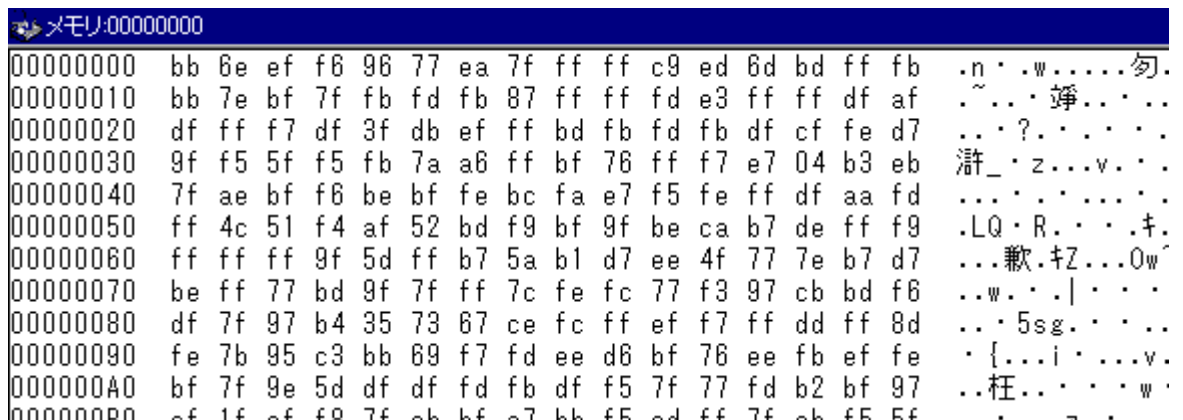 メモリ:00000000
00000000 bb 6e ef f6 96 77 ea 7f ff ff c9 ed 6d bd ff fb .n・.w.....匆.
00000010 bb 7e bf 7f fb fd fb 87 ff ff fd e3 ff ff df af .~..・竫..・..
00000020 df ff f7 df 3f db ef ff bd fb fd fb df cf fe d7 ..・?.・.・・.
00000030 9f f5 5f f5 fb 7a a6 ff bf 76 ff f7 e7 04 b3 eb 滸_・z...v.・.
00000040 7f ae bf f6 be bf fe bc fa e7 f5 fe ff df aa fd ...・.・...・.
00000050 ff 4c 51 f4 af 52 bd f9 bf 9f be ca b7 de ff f9 .LQ・R.・・.キ.
00000060 ff ff ff 9f 5d ff b7 5a b1 d7 ee 4f 77 7e b7 d7 ...歉.キZ...Ow~
00000070 be ff 77 bd 9f 7f ff 7c fe fc 77 f3 97 cb bd f6 ..w.・.|・・・
00000080 df 7f 97 b4 35 73 67 ce fc ff ef f7 ff dd ff 8d ..・5sg.・・..
00000090 fe 7b 95 c3 bb 69 f7 fd ee d6 bf 76 ee fb ef fe ・{...i・...v.
000000A0 bf 7f 9e 5d df df fd fb df f5 7f 77 fd b2 bf 97 ..枉..・・・w・